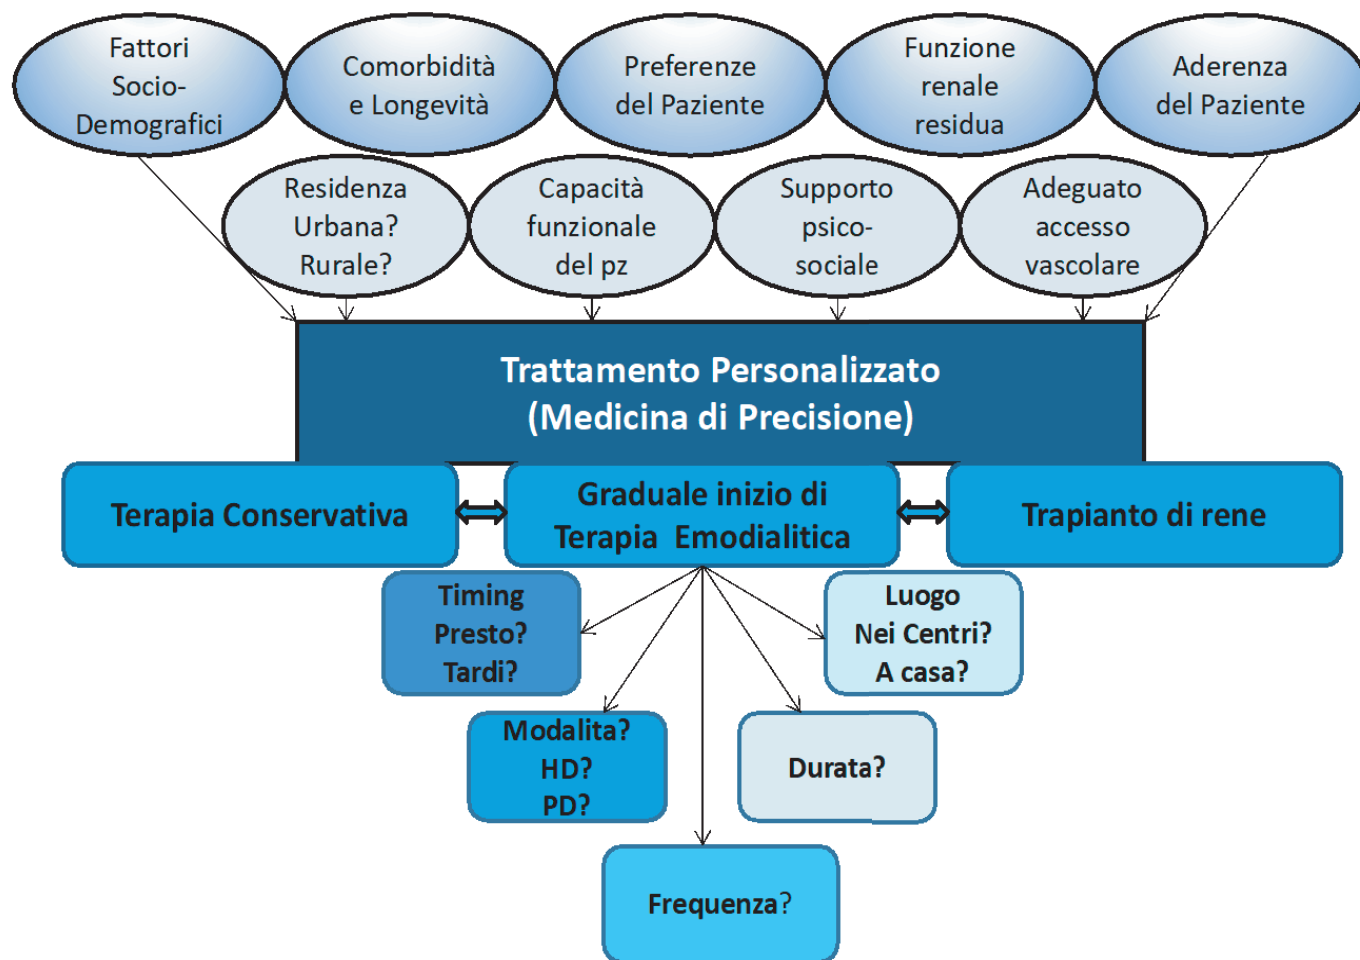 Fattori
Socio-
Demografici
Comorbidità
e Longevità
Preferenze
del Paziente
Funzione
renale
residua
Aderenza
del Paziente
Residenza
Urbana?
Rurale?
Capacità
funzionale
del pz
Supporto
psico-
sociale
Adeguato
accesso
vascolare
Trattamento Personalizzato
(Medicina di Precisione)
Terapia Conservativa
Graduale inizio di
Terapia Emodialitica
Trapianto di rene
Timing
Presto?
Tardi?
Luogo
Nei Centri?
A casa?
Modalita?
HD?
PD?
Durata?
Frequenza?